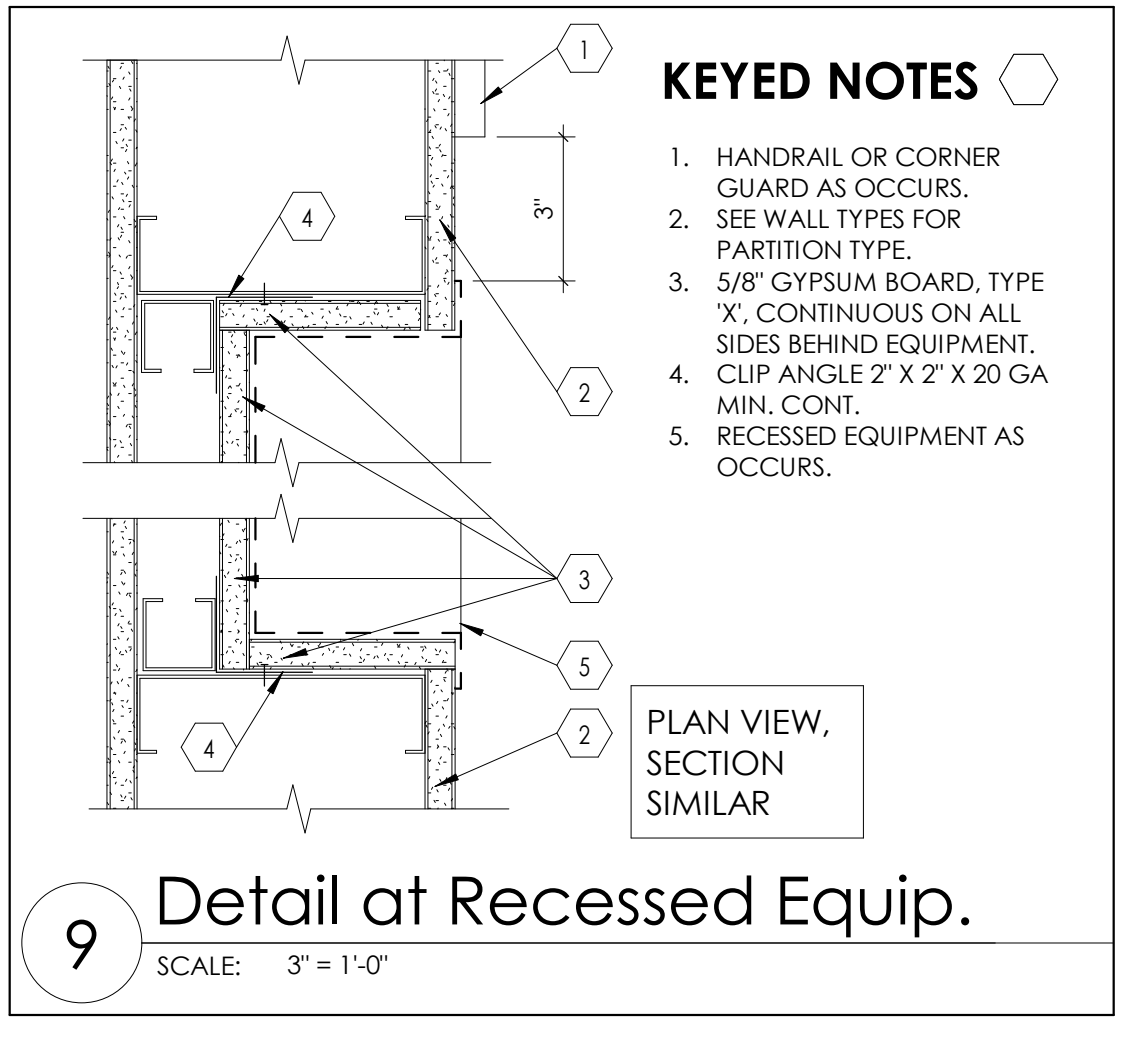 1
KEYED NOTES
1. HANDRAIL OR CORNER
GUARD AS OCCURS.
2. SEE WALL TYPES FOR
PARTITION TYPE.
3. 5/8" GYPSUM BOARD, TYPE
'X', CONTINUOUS ON ALL
SIDES BEHIND EQUIPMENT.
4. CLIP ANGLE 2" X 2" X 20 GA
MIN. CONT.
5. RECESSED EQUIPMENT AS
OCCURS.
4
3"
2
3
5
2
4
PLAN VIEW,
SECTION
SIMILAR
9
Detail at Recessed Equip.
SCALE: 3" = 1'-0"